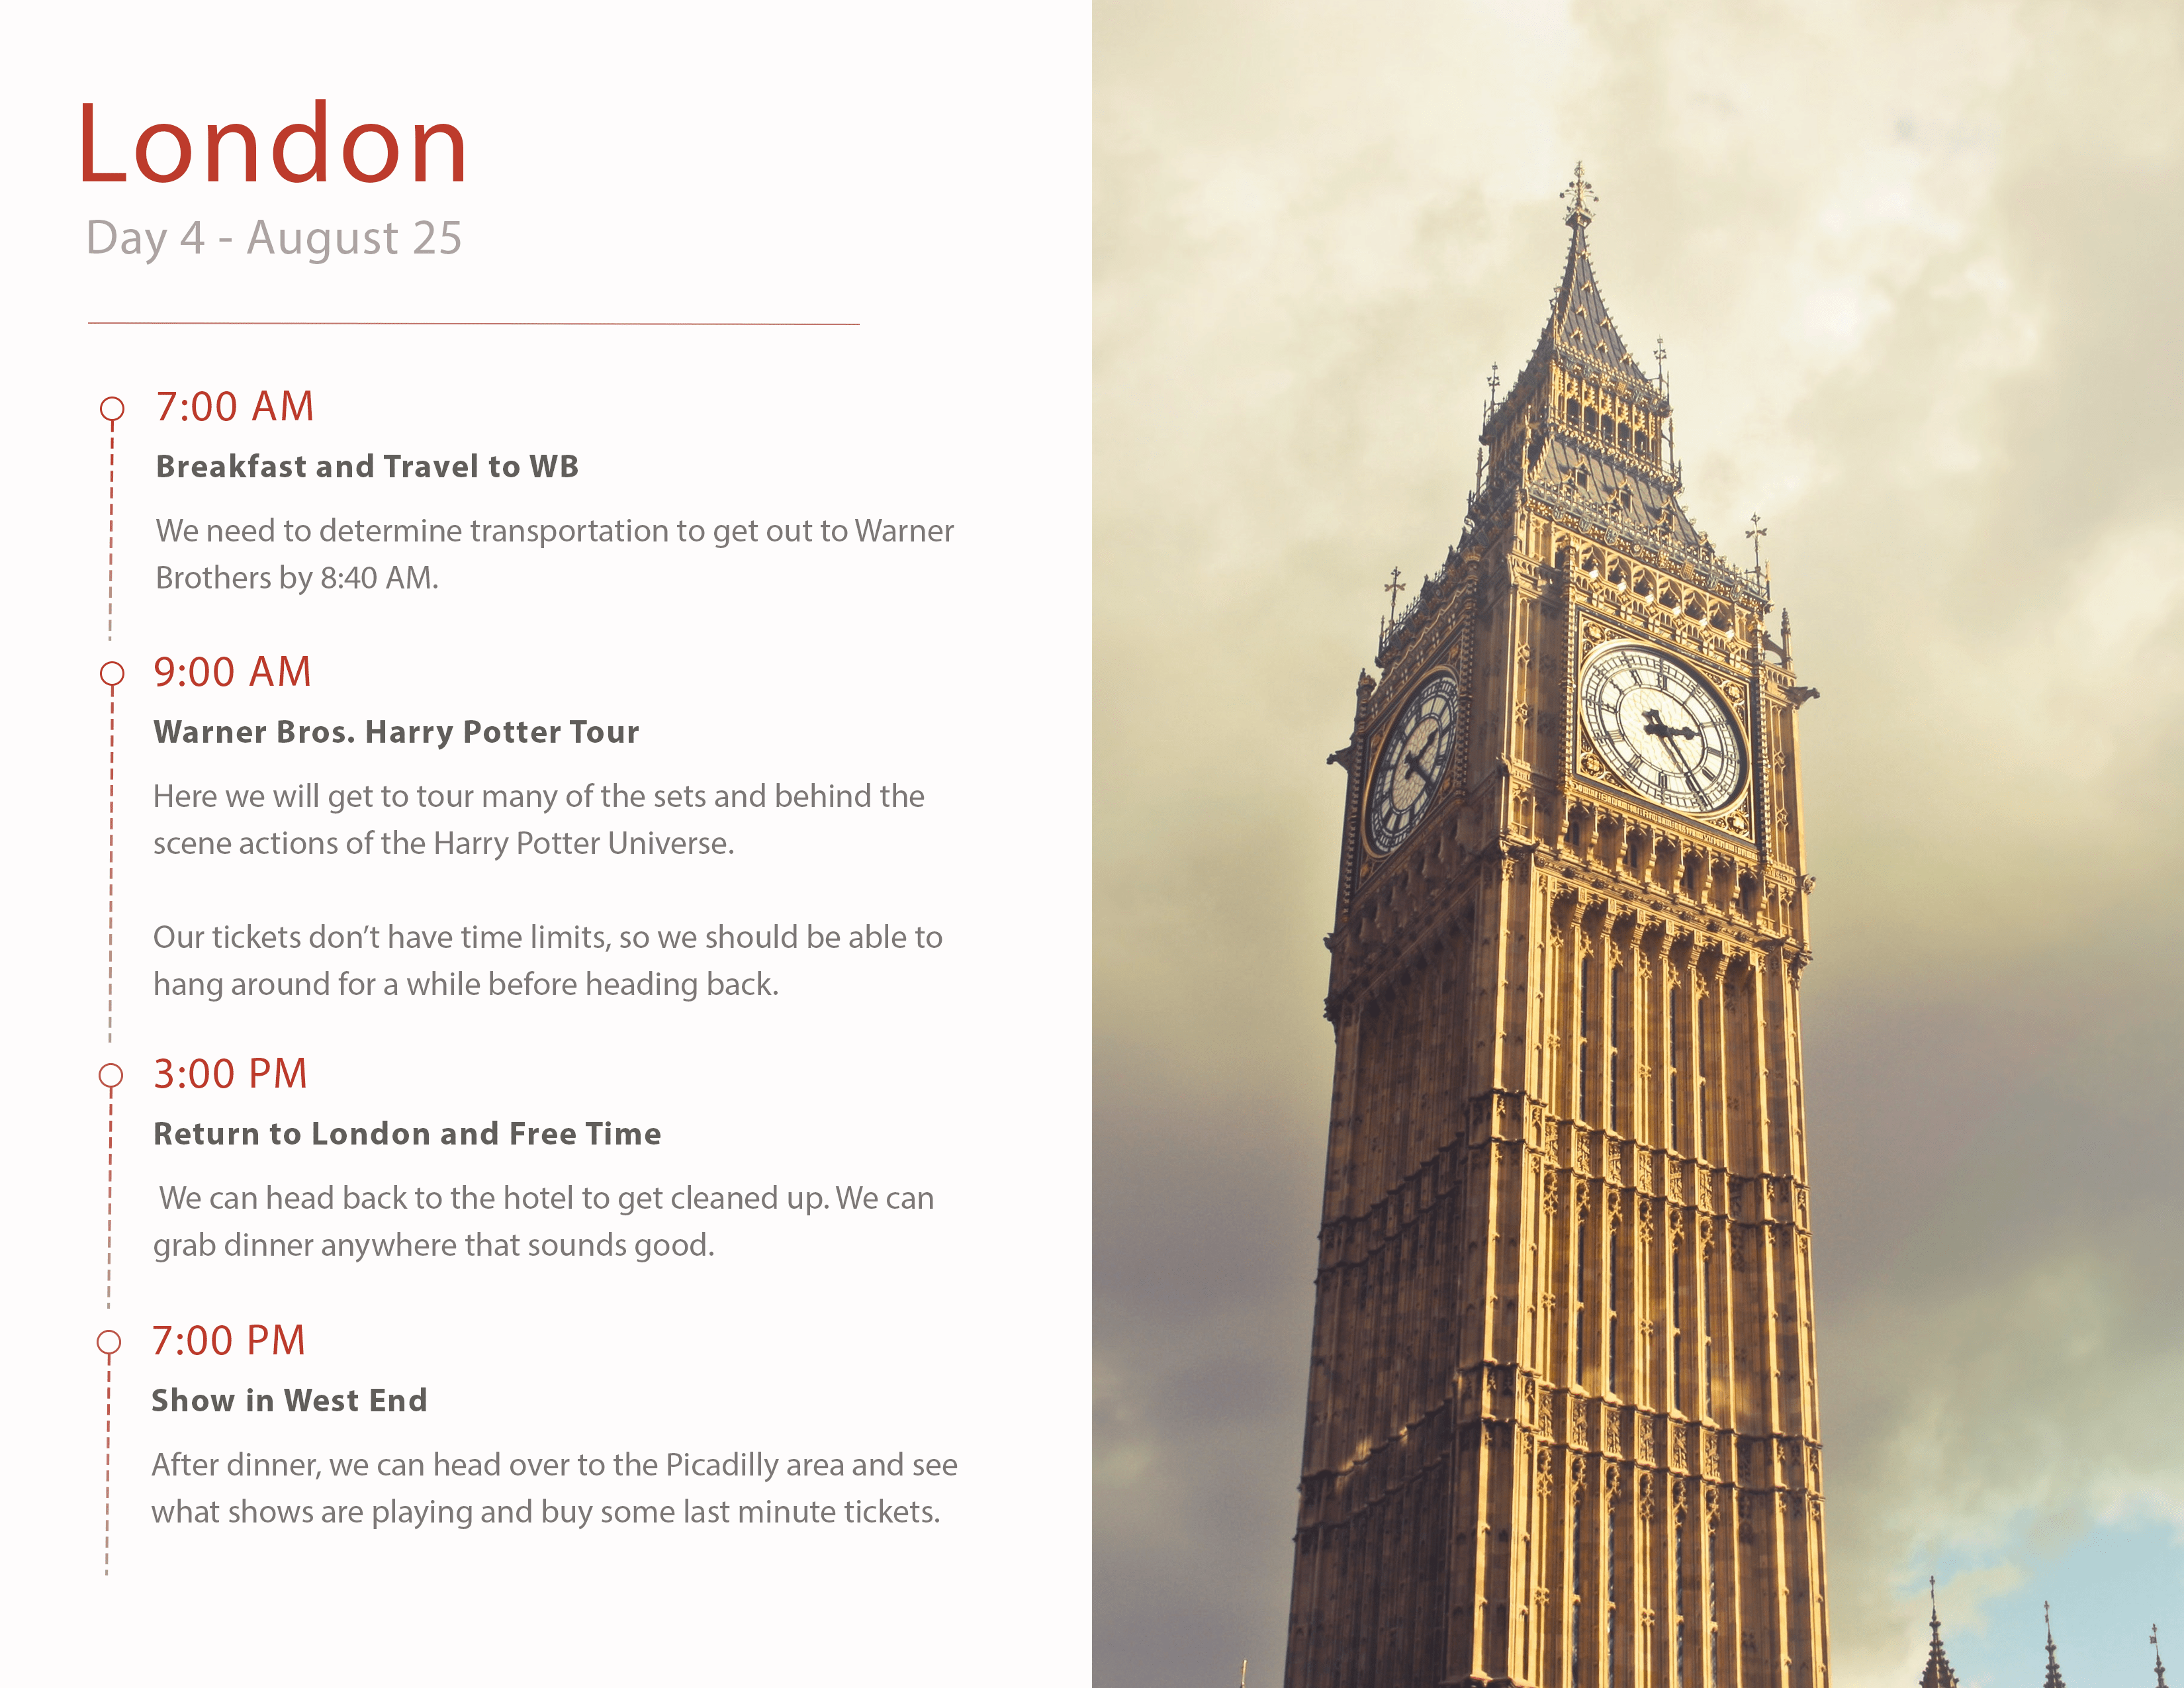 London
Day 4 - August 25
7:00 AM
Breakfast and Travel to WB
We need to determine transportation to get out to Warner
Brothers by 8:40 AM.
9:00 AM
Warner Bros. Harry Potter Tour
Here we will get to tour many of the sets and behind the
scene actions of the Harry Potter Universe.
Our tickets don’t have time limits, so we should be able to
hang around for a while before heading back.
3:00 PM
Return to London and Free Time
We can head back to the hotel to get cleaned up. We can
grab dinner anywhere that sounds good.
7:00 PM
Show in West End
After dinner, we can head over to the Picadilly area and see
what shows are playing and buy some last minute tickets.